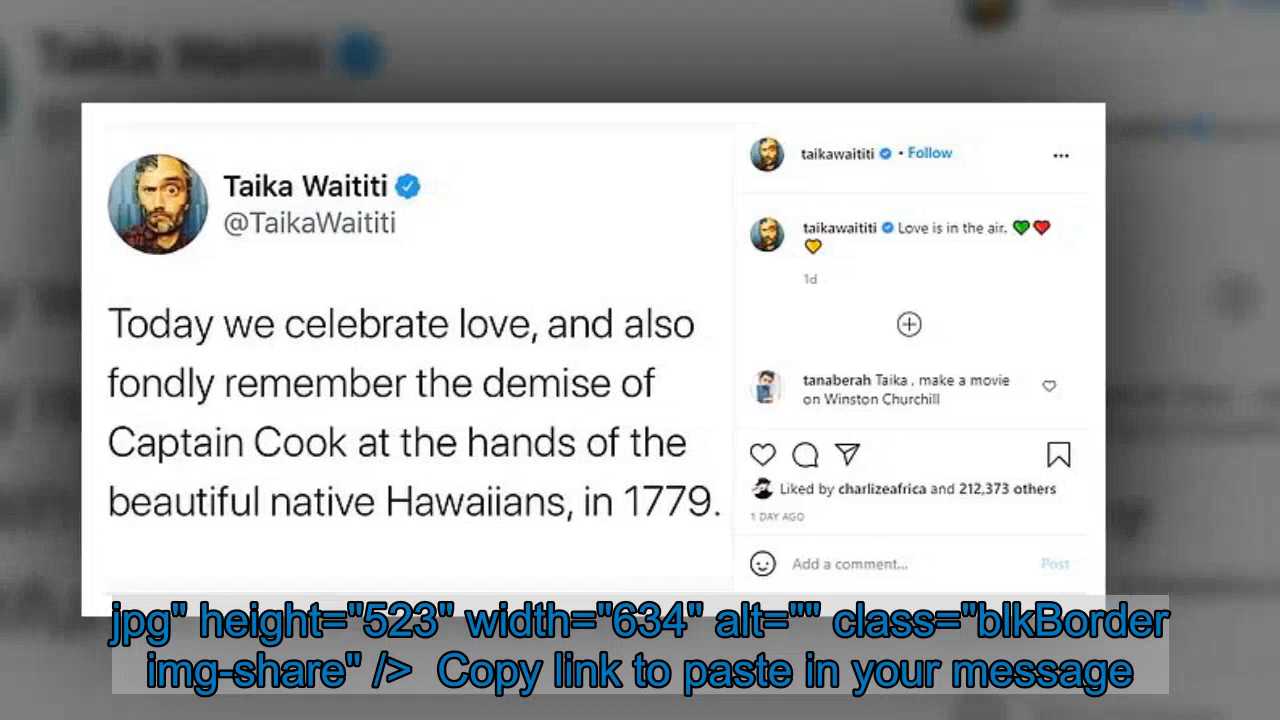 Taika Waititi
Taika Waititi
@TaikaWaititi
Today we celebrate love, and also
fondly remember the demise of
Captain Cook at the hands of the
beautiful native Hawaiians, in 1779.
taikawaititi • Follow
taikawaititi Love is in the air. 💚❤️
💛
1d
tanaberah Taika , make a movie
on Winston Churchill
Liked by charlizeafrica and 212,373 others
1 DAY AGO
Add a comment... Post
jpg" height="523" width="634" alt="" class="blkBorder
img-share" /> Copy link to paste in your message